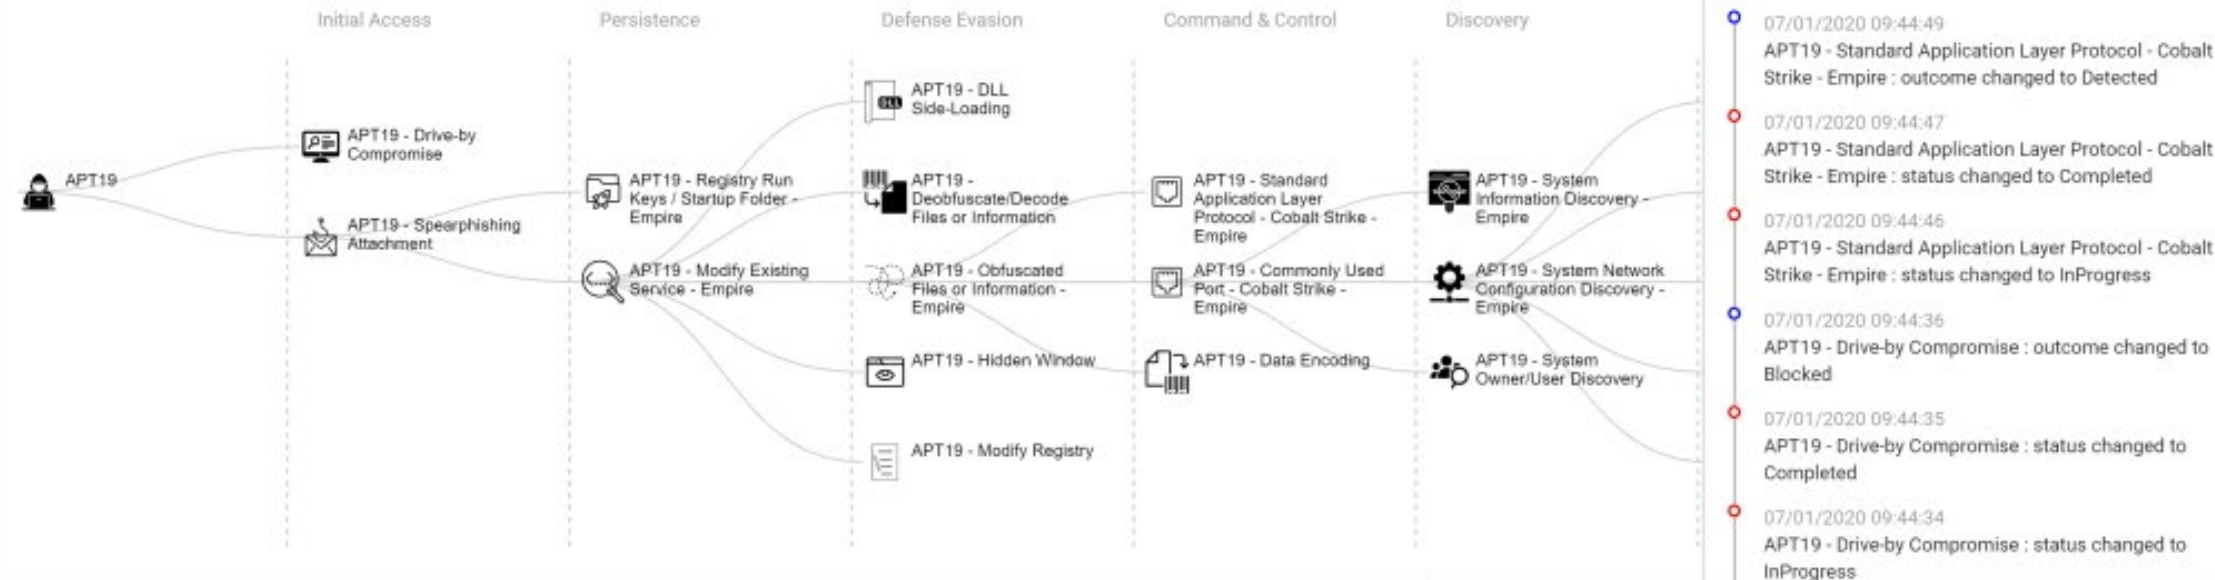 Initial Access
Persistence
Defense Evasion
Command & Control
Discovery
APT19
APT19 - Drive-by
Compromise
APT19 - Spearphishing
Attachment
APT19 - Registry Run
Keys / Startup Folder -
Empire
APT19 - Modify Existing
Service - Empire
APT19 - DLL
Side-Loading
DLL
APT19 -
Deobfuscate/Decode
Files or Information
APT19 - Obfuscated
Files or Information -
Empire
APT19 - Hidden Window
APT19 - Modify Registry
APT19 - Standard
Application Layer
Protocol - Cobalt Strike -
Empire
APT19 - Commonly Used
Port - Cobalt Strike -
Empire
APT19 - Data Encoding
APT19 - System
Information Discovery -
Empire
APT19 - System Network
Configuration Discovery -
Empire
APT19 - System
Owner/User Discovery
07/01/2020 09:44:49
APT19 - Standard Application Layer Protocol - Cobalt
Strike - Empire : outcome changed to Detected
07/01/2020 09:44:47
APT19 - Standard Application Layer Protocol - Cobalt
Strike - Empire : status changed to Completed
07/01/2020 09:44:46
APT19 - Standard Application Layer Protocol - Cobalt
Strike - Empire : status changed to InProgress
07/01/2020 09:44:36
APT19 - Drive-by Compromise : outcome changed to
Blocked
07/01/2020 09:44:35
APT19 - Drive-by Compromise : status changed to
Completed
07/01/2020 09:44:34
APT19 - Drive-by Compromise : status changed to
InProgress